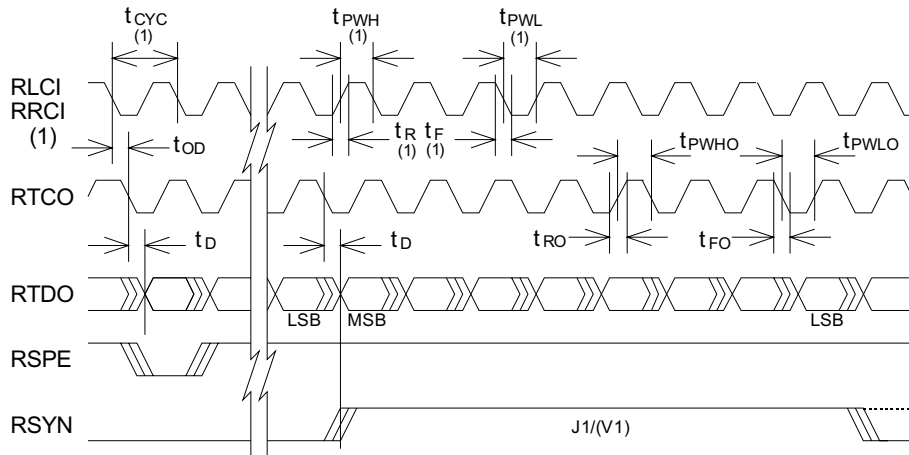 tCYC tPWH tPWL
(1) (1) (1)
RLCI
RRCI
(1)
tR tF
(1) (1)
tOD tPWHO tPWLO
RTCO
tD tD tRO tFO
RTDO
LSB MSB LSB
RSPE
RSYN J1/(V1)